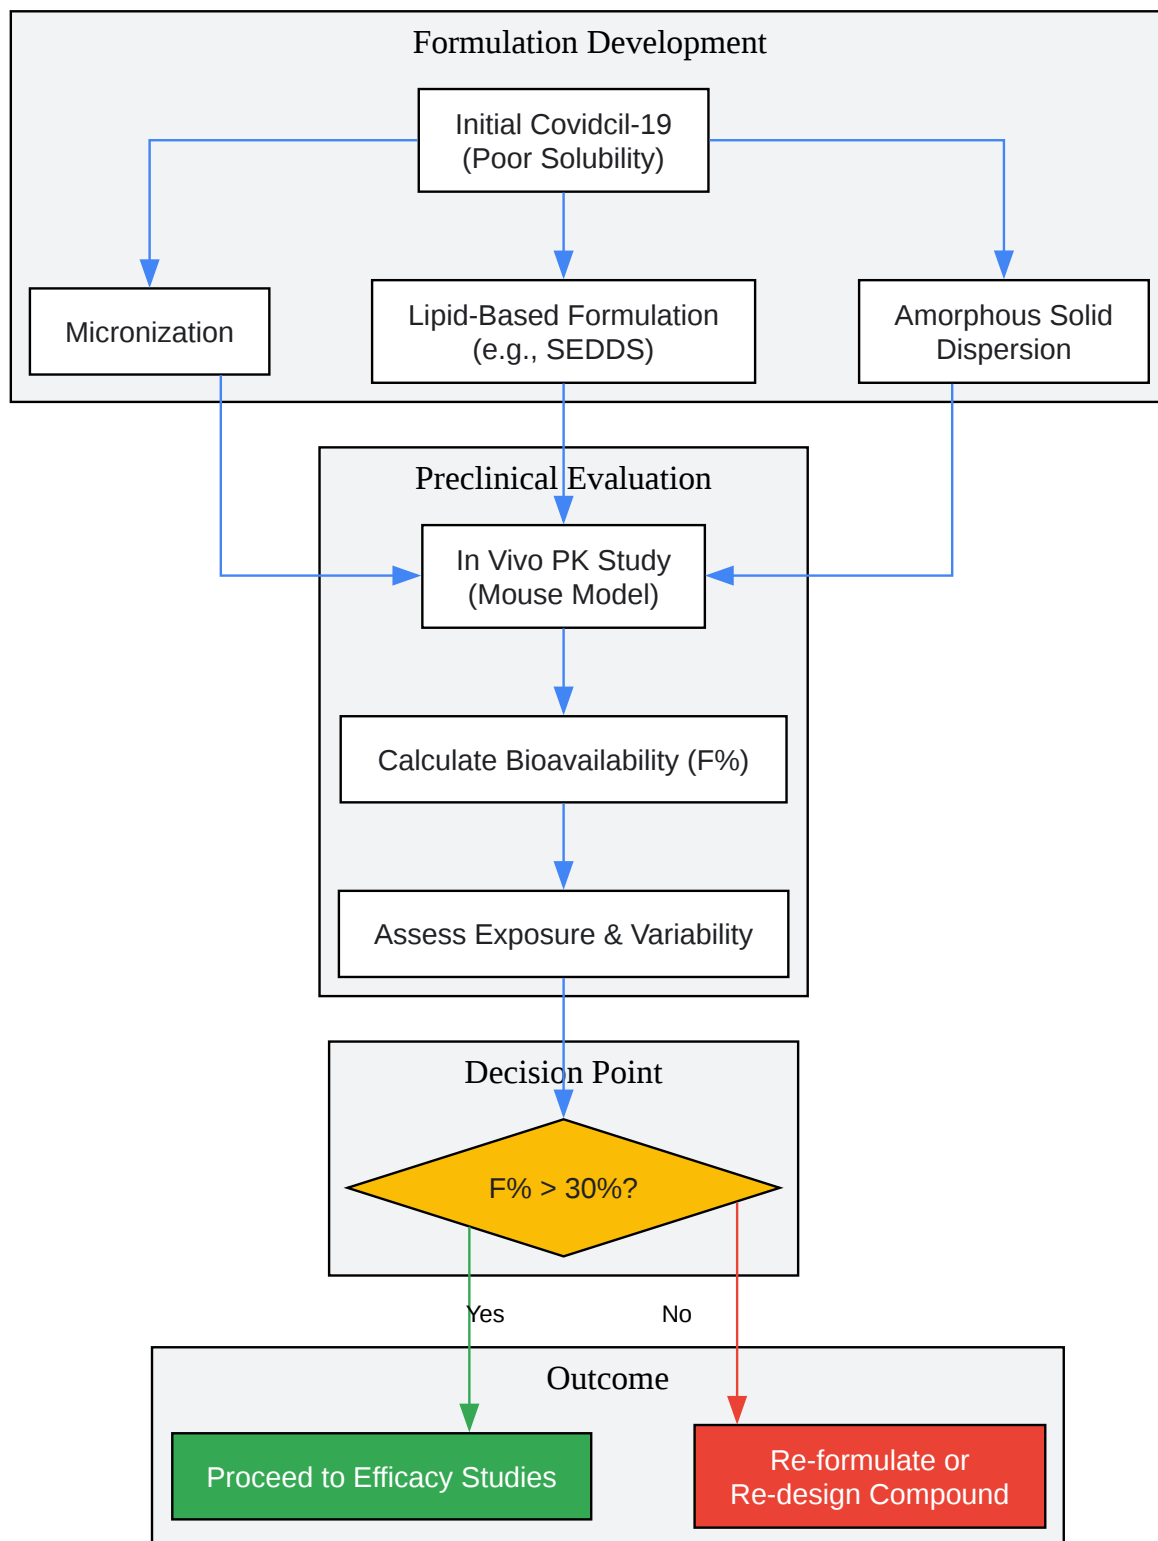 Formulation Development
Initial Covidcil-19
(Poor Solubility)
Micronization
Lipid-Based Formulation
(e.g., SEDDS)
Amorphous Solid
Dispersion
Preclinical Evaluation
In Vivo PK Study
(Mouse Model)
Calculate Bioavailability (F%)
Assess Exposure & Variability
Decision Point
F% > 30%?
Yes
No
Outcome
Proceed to Efficacy Studies
Re-formulate or
Re-design Compound